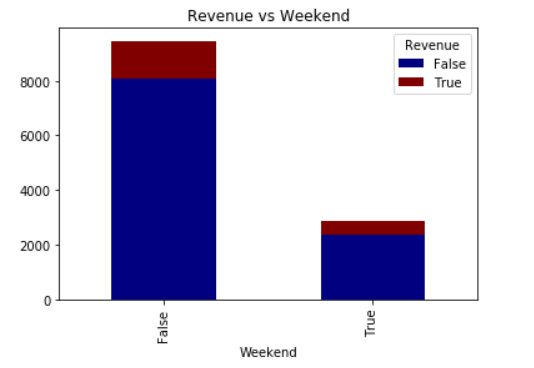 Revenue vs Weekend
Revenue
False
True
8000
6000
4000
2000
0
False
True
Weekend